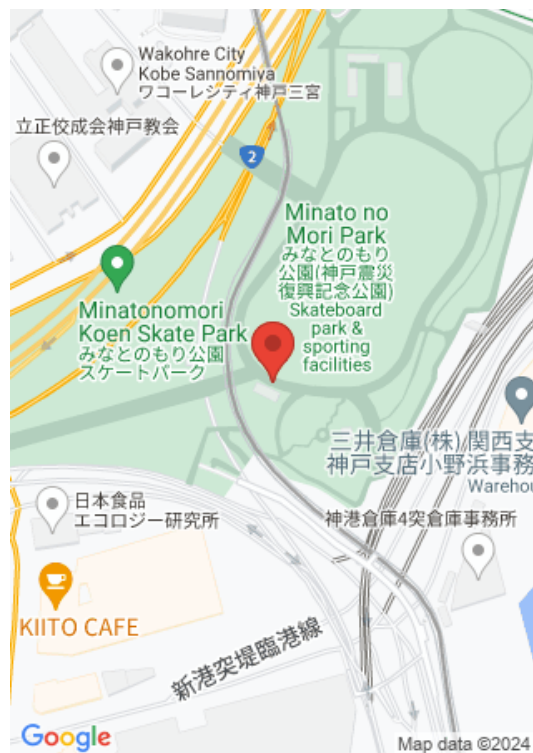 Wakohre City
Kobe Sannomiya
ワコーレシティ神戸三宮
立正佼成会神戸教会
2
Minato no
Mori Park
みなとのもり
公園(神戸震災
復興記念公園)
Skateboard
park &
sporting
facilities
Minatonomori
Koen Skate Park
みなとのもり公園
スケートパーク
三井倉庫(株) 関西支
神戸支店小野浜事務
Warehou
日本食品
エコロジー研究所
神港倉庫4突倉庫事務所
KIITO CAFE
新港突堤臨港線
Google
Map data ©2024